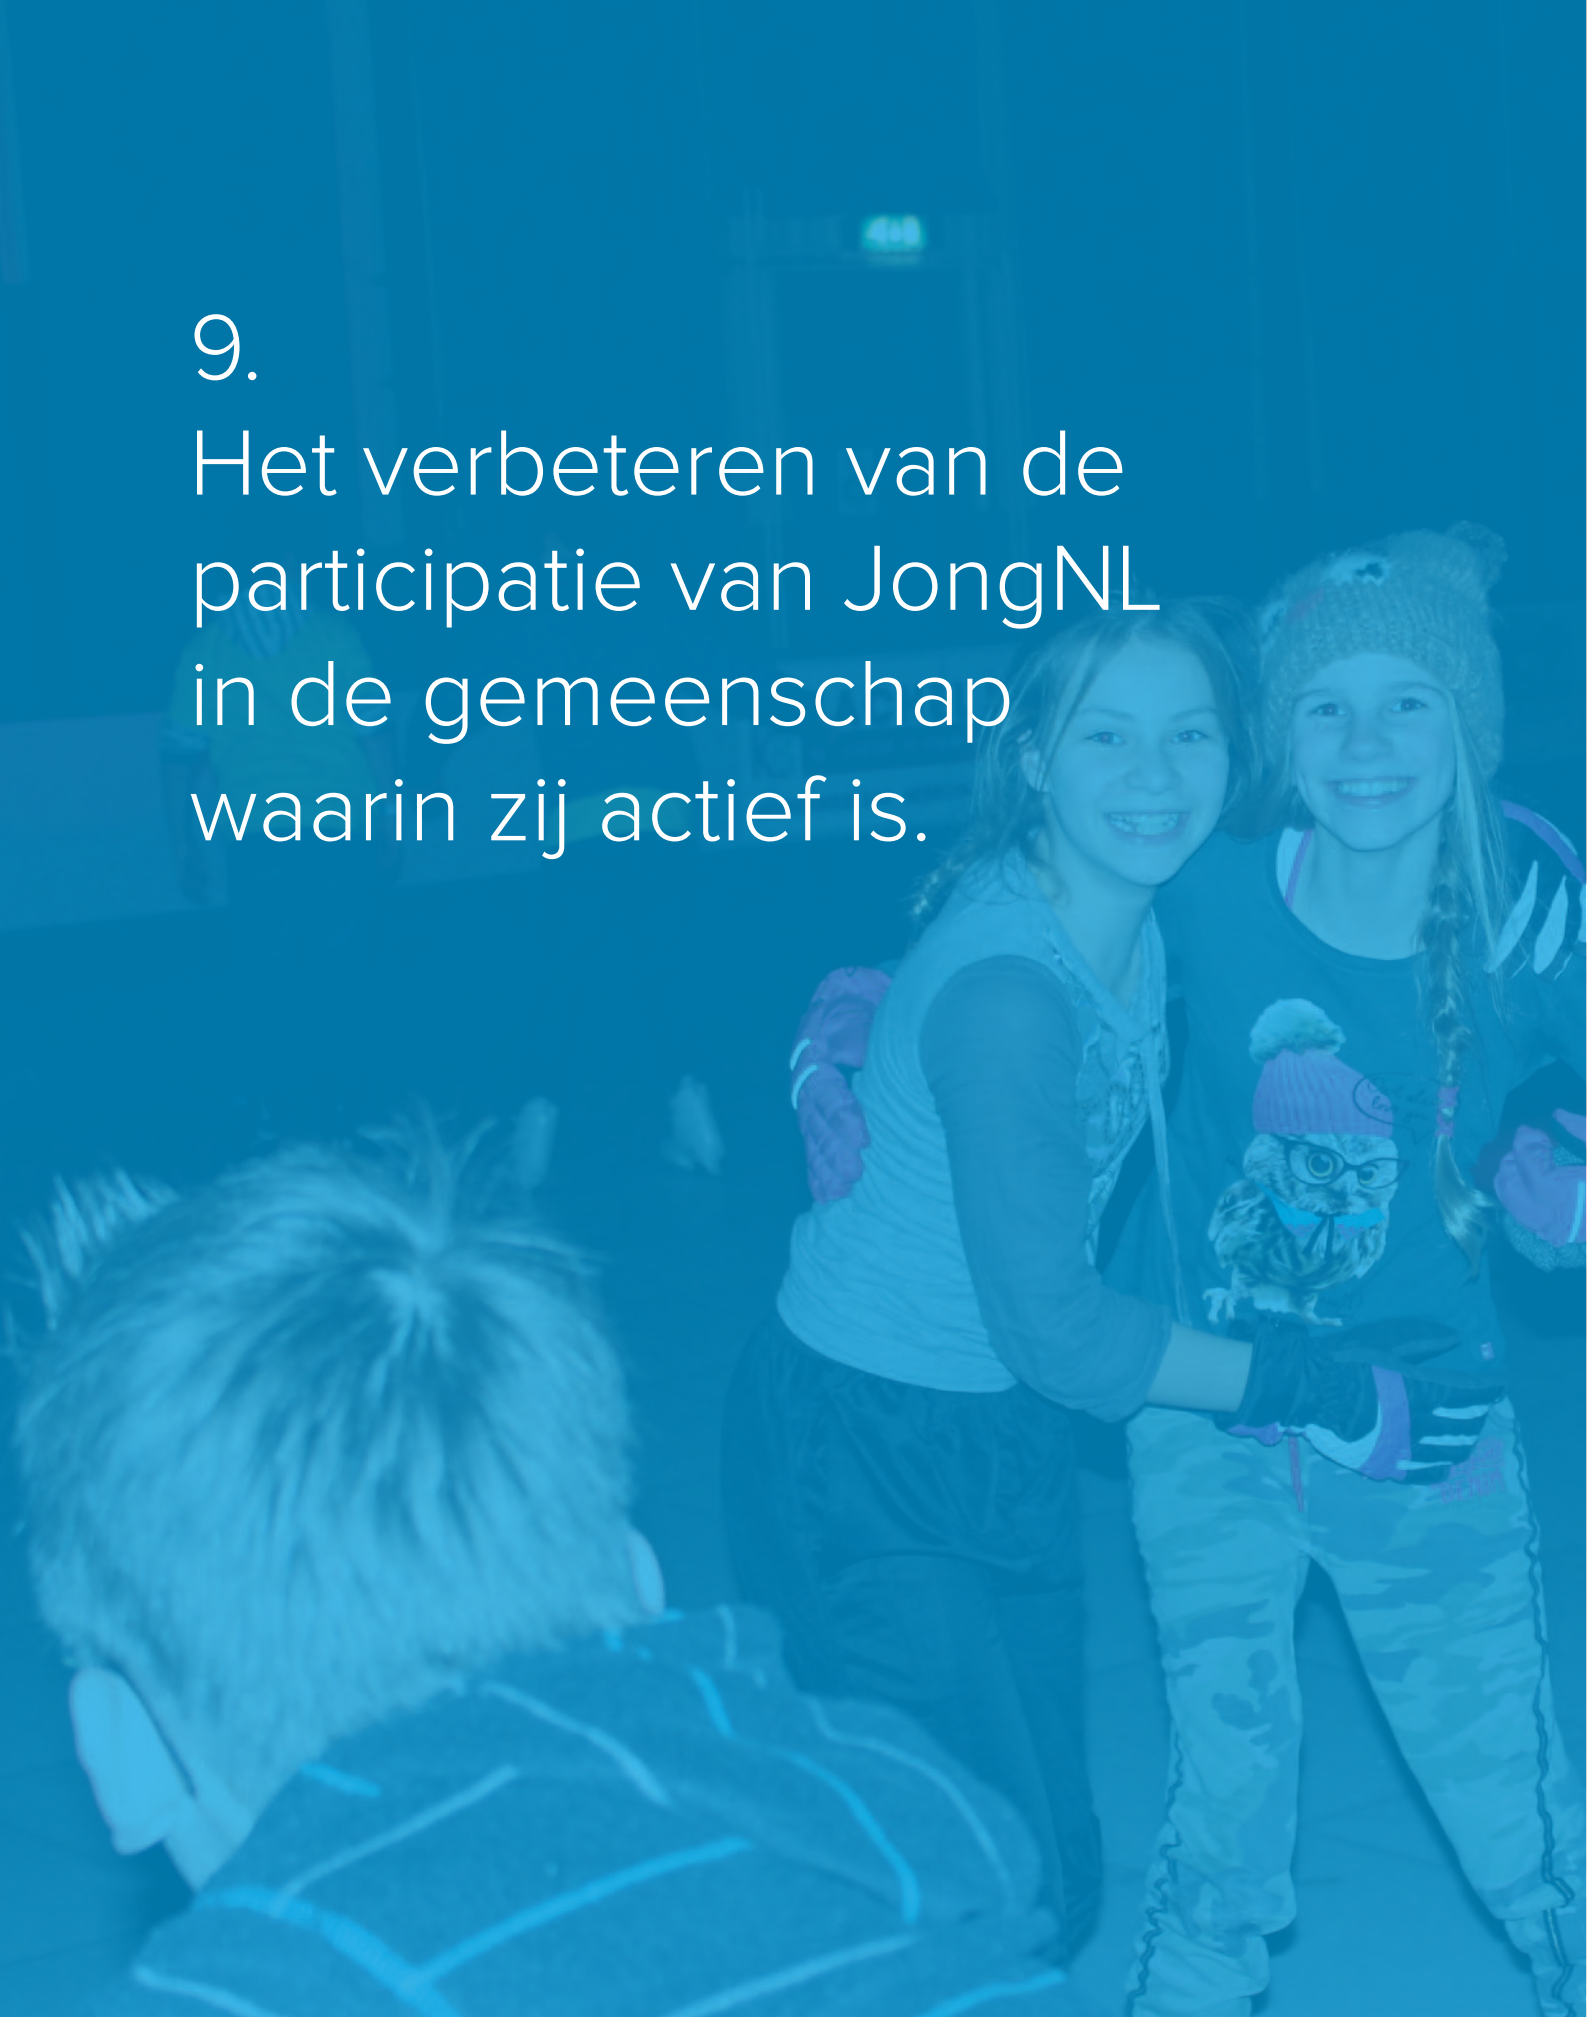 9.
Het verbeteren van de
participatie van JongNL
in de gemeenschap
waarin zij actief is.